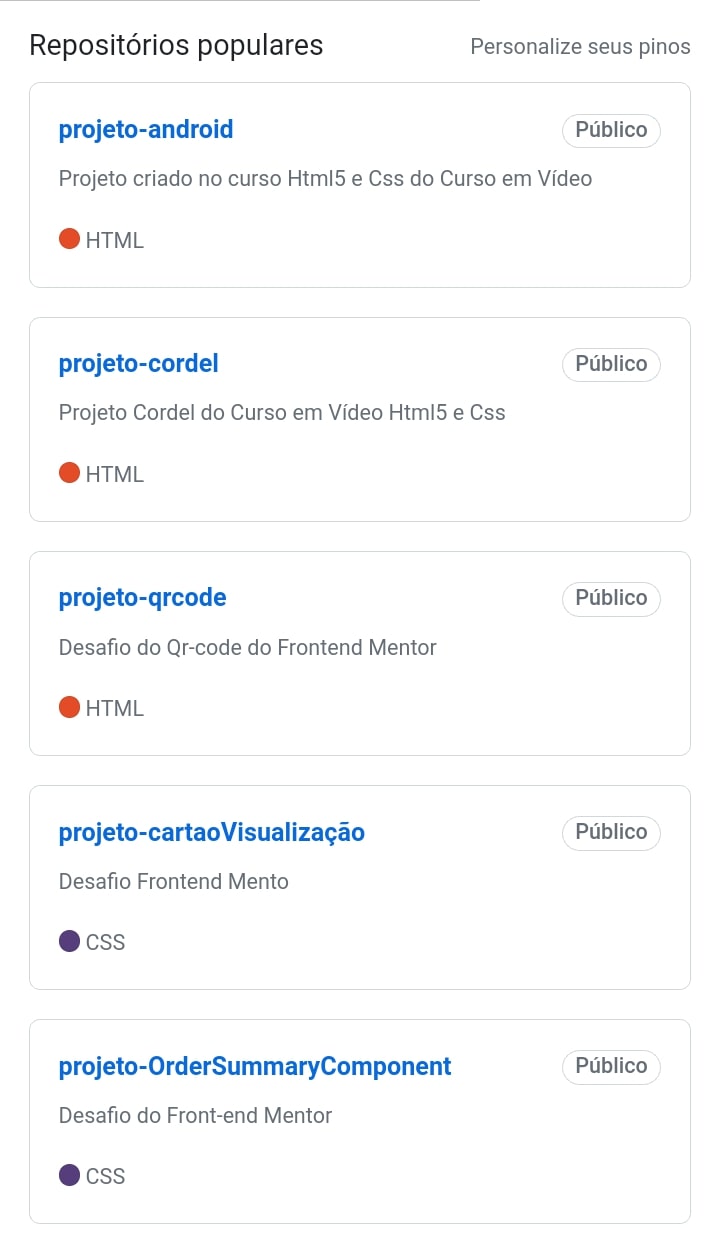 Repositórios populares
Personalize seus pinos
projeto-android
Público
Projeto criado no curso Html5 e Css do Curso em Vídeo
HTML
projeto-cordel
Público
Projeto Cordel do Curso em Vídeo Html5 e Css
HTML
projeto-qrcode
Público
Desafio do Qr-code do Frontend Mentor
HTML
projeto-cartaoVisualização
Público
Desafio Frontend Mento
CSS
projeto-OrderSummaryComponent
Público
Desafio do Front-end Mentor
CSS